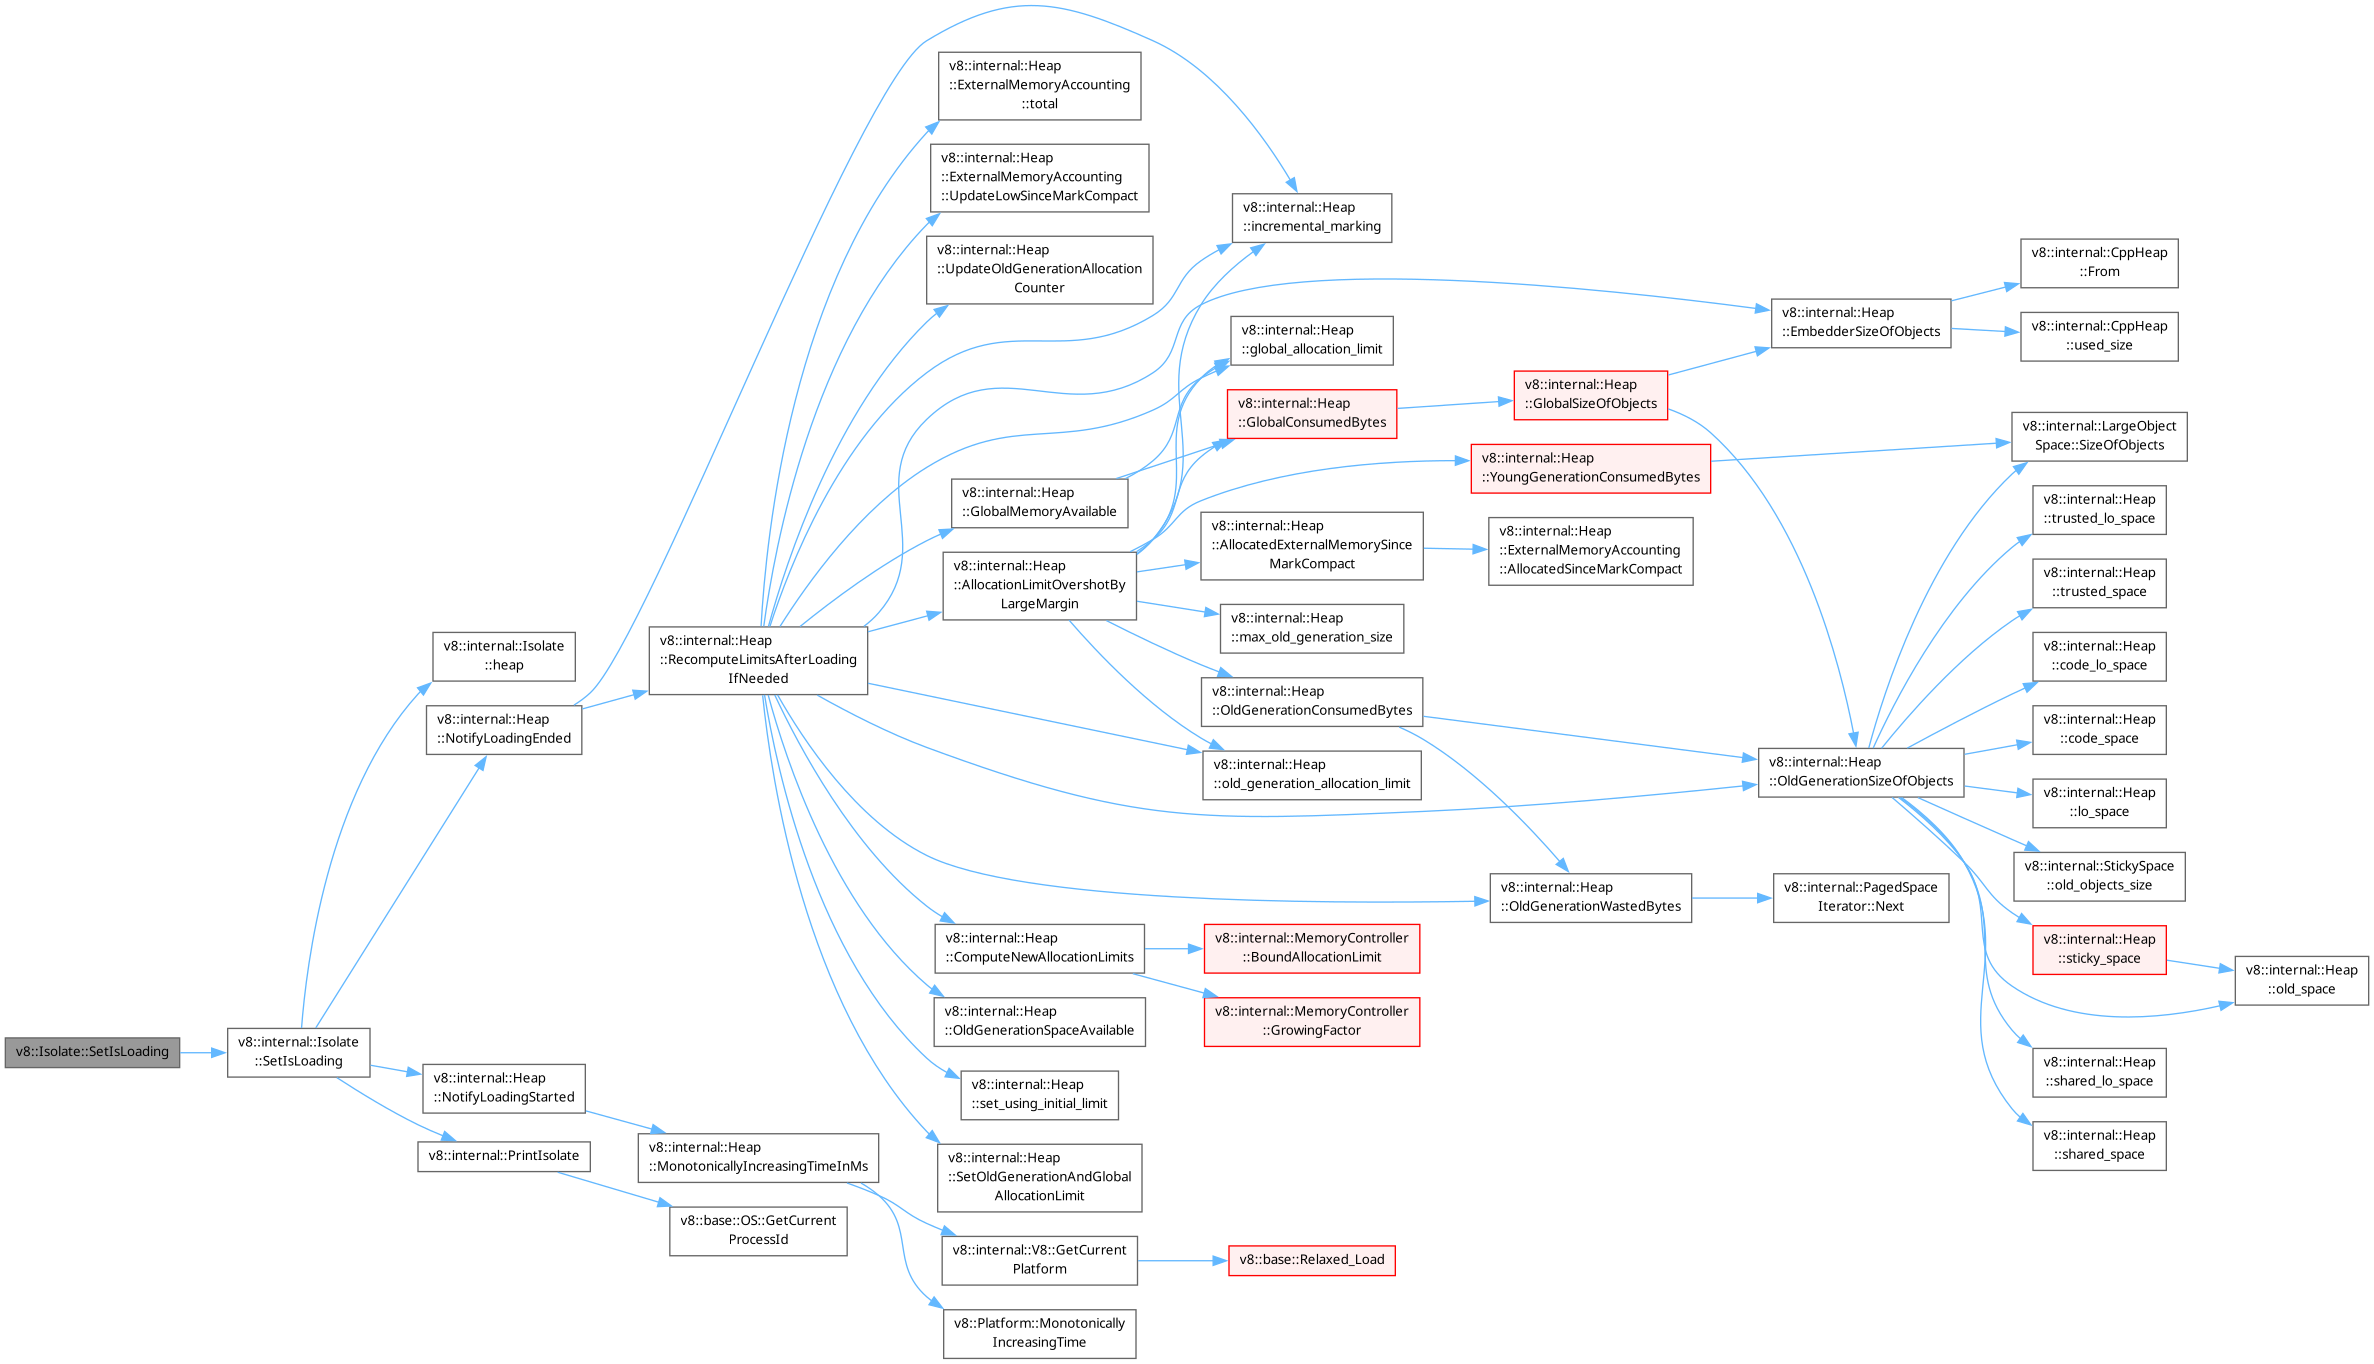 v8::Isolate::SetIsLoading
v8::internal::Isolate
::SetIsLoading
v8::internal::Isolate
::heap
v8::internal::Heap
::NotifyLoadingEnded
v8::internal::Heap
::NotifyLoadingStarted
v8::internal::PrintIsolate
v8::internal::Heap
::RecomputeLimitsAfterLoading
IfNeeded
v8::internal::Heap
::MonotonicallyIncreasingTimeInMs
v8::base::OS::GetCurrent
ProcessId
v8::internal::Heap
::ExternalMemoryAccounting
::total
v8::internal::Heap
::ExternalMemoryAccounting
::UpdateLowSinceMarkCompact
v8::internal::Heap
::UpdateOldGenerationAllocation
Counter
v8::internal::Heap
::GlobalMemoryAvailable
v8::internal::Heap
::AllocationLimitOvershotBy
LargeMargin
v8::internal::Heap
::ComputeNewAllocationLimits
v8::internal::Heap
::OldGenerationSpaceAvailable
v8::internal::Heap
::set_using_initial_limit
v8::internal::Heap
::SetOldGenerationAndGlobal
AllocationLimit
v8::internal::V8::GetCurrent
Platform
v8::Platform::Monotonically
IncreasingTime
v8::internal::Heap
::incremental_marking
v8::internal::Heap
::global_allocation_limit
v8::internal::Heap
::GlobalConsumedBytes
v8::internal::Heap
::AllocatedExternalMemorySince
MarkCompact
v8::internal::Heap
::max_old_generation_size
v8::internal::Heap
::OldGenerationConsumedBytes
v8::internal::Heap
::old_generation_allocation_limit
v8::internal::MemoryController
::BoundAllocationLimit
v8::internal::MemoryController
::GrowingFactor
v8::base::Relaxed_Load
v8::internal::Heap
::GlobalSizeOfObjects
v8::internal::Heap
::YoungGenerationConsumedBytes
v8::internal::Heap
::ExternalMemoryAccounting
::AllocatedSinceMarkCompact
v8::internal::Heap
::OldGenerationWastedBytes
v8::internal::Heap
::EmbedderSizeOfObjects
v8::internal::Heap
::OldGenerationSizeOfObjects
v8::internal::PagedSpace
Iterator::Next
v8::internal::CppHeap
::From
v8::internal::CppHeap
::used_size
v8::internal::LargeObject
Space::SizeOfObjects
v8::internal::Heap
::trusted_lo_space
v8::internal::Heap
::trusted_space
v8::internal::Heap
::code_lo_space
v8::internal::Heap
::code_space
v8::internal::Heap
::lo_space
v8::internal::StickySpace
::old_objects_size
v8::internal::Heap
::sticky_space
v8::internal::Heap
::shared_lo_space
v8::internal::Heap
::shared_space
v8::internal::Heap
::old_space